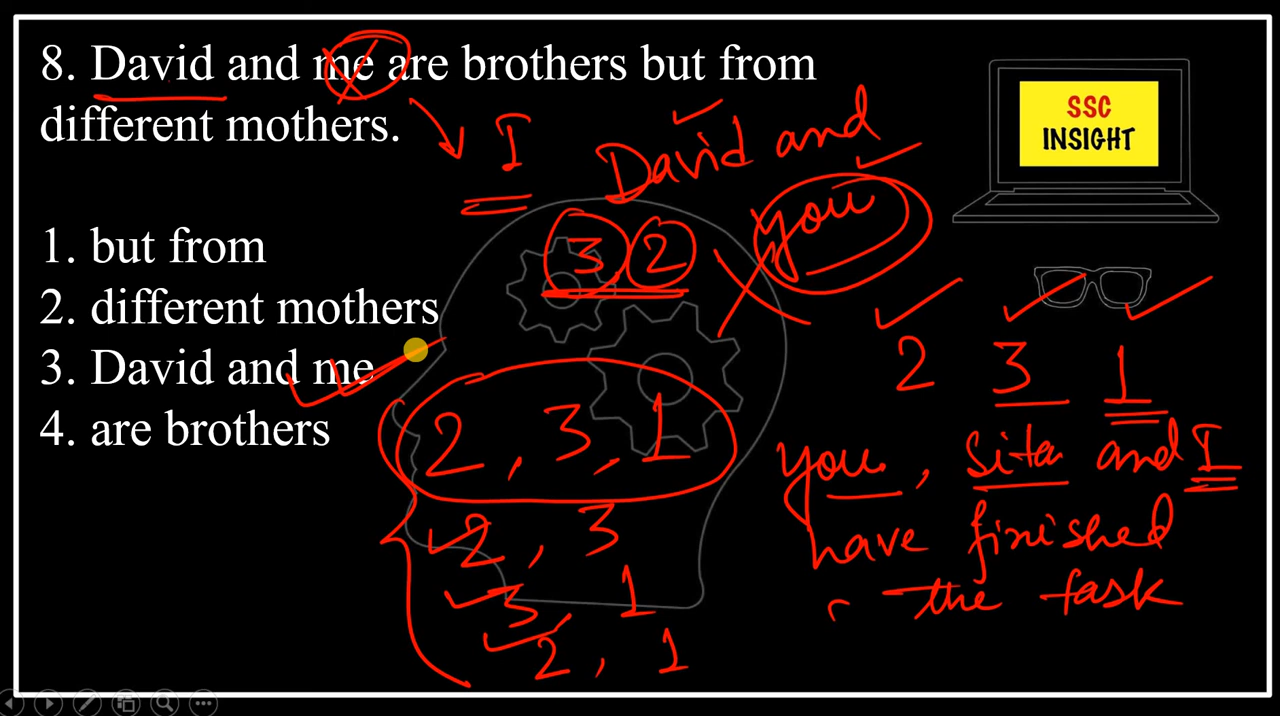 8. David and me are brothers but from
different mothers.
SSC
INSIGHT
I
David and
you
3 2
1. but from
2. different mothers
3. David and me
4. are brothers
2 3 1
2, 3, 1
you, sita and I
have finished
the task
2, 3
3, 1
2, 1